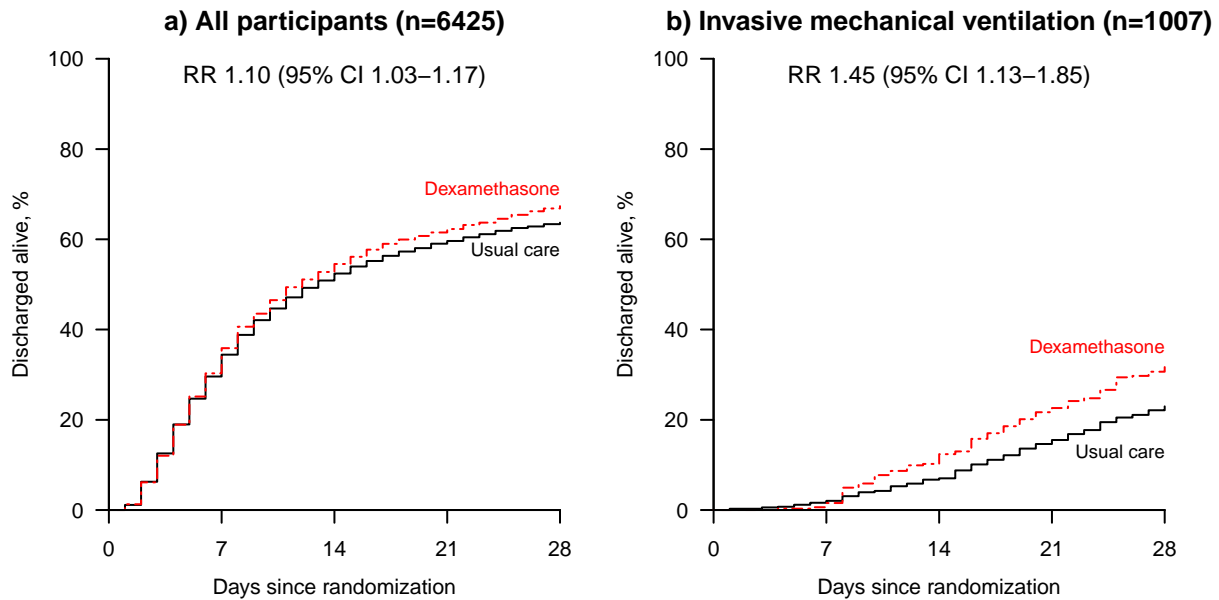 a) All participants (n=6425)
RR 1.10 (95% CI 1.03−1.17)
Discharged alive, %
100
80
60
40
20
0
Dexamethasone
Usual care
0 7 14 21 28
Days since randomization
b) Invasive mechanical ventilation (n=1007)
RR 1.45 (95% CI 1.13−1.85)
Discharged alive, %
100
80
60
40
20
0
Dexamethasone
Usual care
0 7 14 21 28
Days since randomization